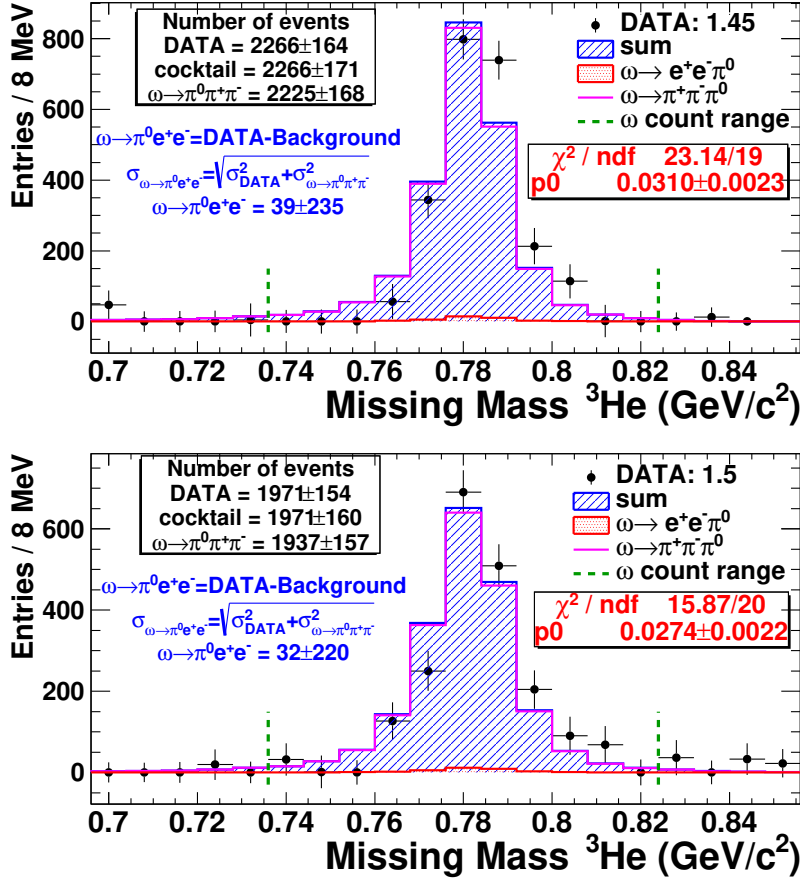 Number of events
DATA = 2266±164
cocktail = 2266±171
ω→π⁰π⁺π⁻ = 2225±168
ω→π⁰e⁺e⁻=DATA-Background
σ_ω→π⁰e⁺e⁻=√σ²_DATA+σ²_ω→π⁰π⁺π⁻
ω→π⁰e⁺e⁻ = 39±235
DATA: 1.45
sum
ω→ e⁺e⁻π⁰
ω→π⁺π⁻π⁰
ω count range
χ² / ndf 23.14/19
p0 0.0310±0.0023
Entries / 8 MeV
800
600
400
200
0
0.7 0.72 0.74 0.76 0.78 0.8 0.82 0.84
Missing Mass ³He (GeV/c²)
Number of events
DATA = 1971±154
cocktail = 1971±160
ω→π⁰π⁺π⁻ = 1937±157
ω→π⁰e⁺e⁻=DATA-Background
σ_ω→π⁰e⁺e⁻=√σ²_DATA+σ²_ω→π⁰π⁺π⁻
ω→π⁰e⁺e⁻ = 32±220
DATA: 1.5
sum
ω→ e⁺e⁻π⁰
ω→π⁺π⁻π⁰
ω count range
χ² / ndf 15.87/20
p0 0.0274±0.0022
Entries / 8 MeV
600
400
200
0
0.7 0.72 0.74 0.76 0.78 0.8 0.82 0.84
Missing Mass ³He (GeV/c²)